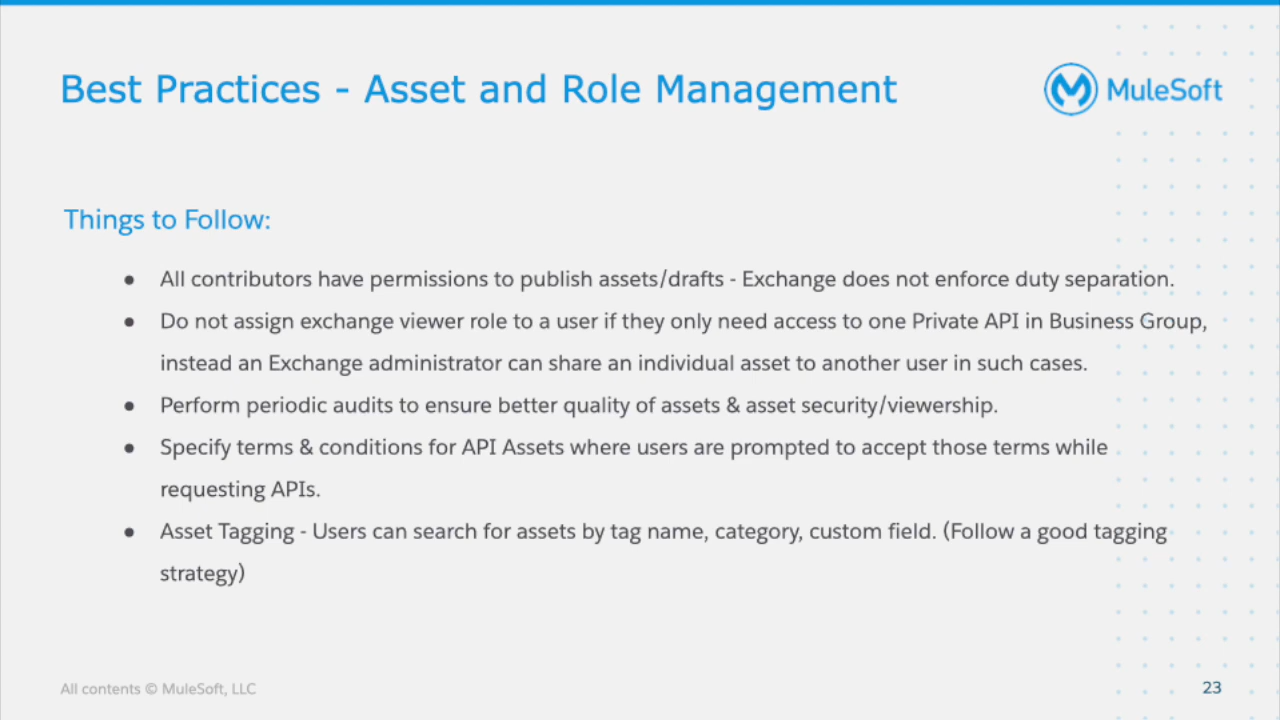 Best Practices - Asset and Role Management
MuleSoft
Things to Follow:
● All contributors have permissions to publish assets/drafts - Exchange does not enforce duty separation.
● Do not assign exchange viewer role to a user if they only need access to one Private API in Business Group,
instead an Exchange administrator can share an individual asset to another user in such cases.
● Perform periodic audits to ensure better quality of assets & asset security/viewership.
● Specify terms & conditions for API Assets where users are prompted to accept those terms while
requesting APIs.
● Asset Tagging - Users can search for assets by tag name, category, custom field. (Follow a good tagging
strategy)
All contents © MuleSoft, LLC
23